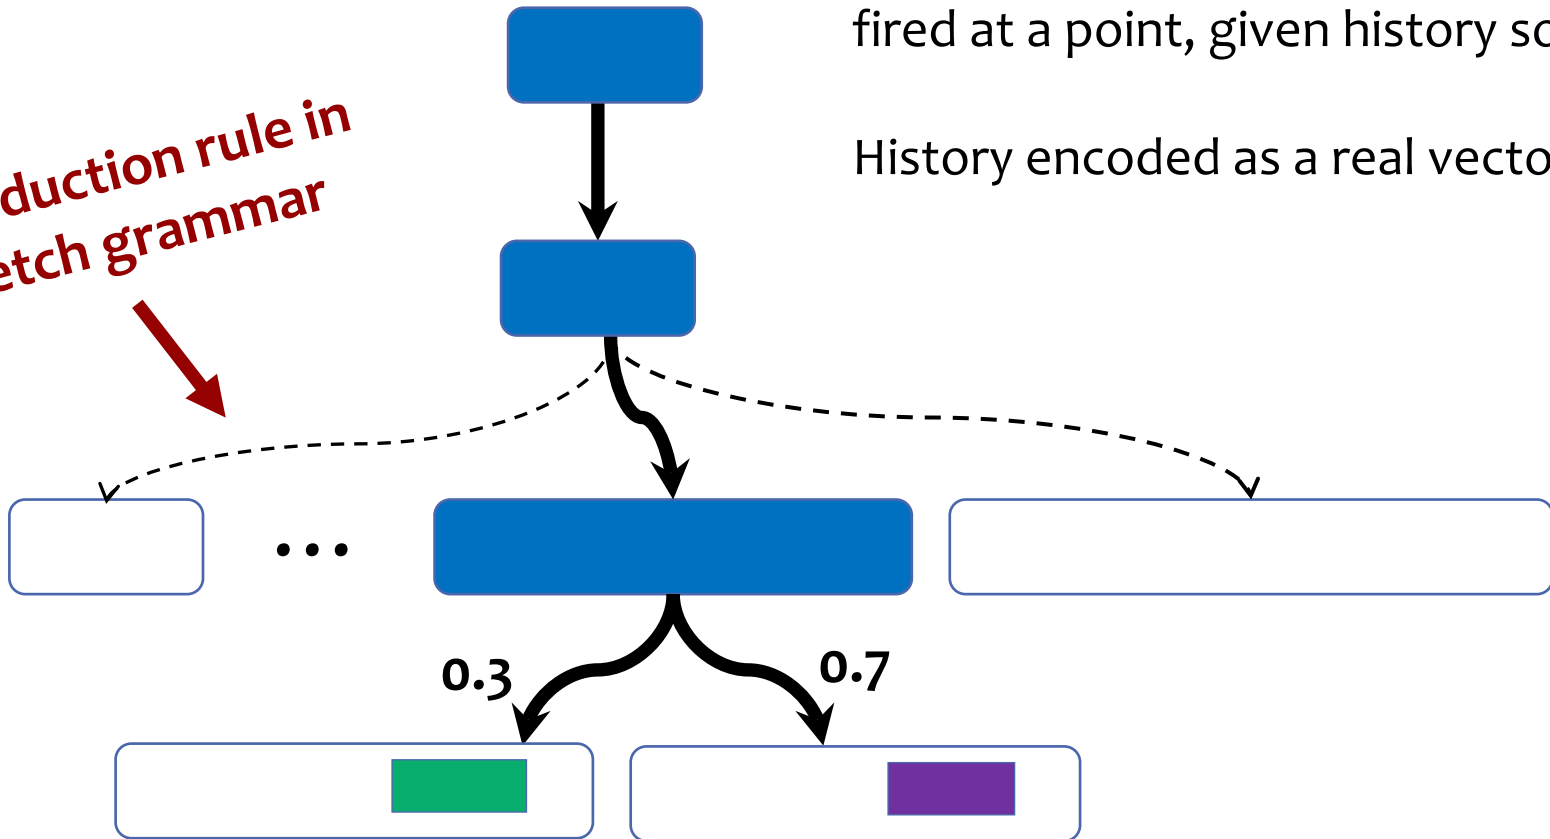 fired at a point, given history so
History encoded as a real vecto
duction rule in
etch grammar
...
0.3
0.7